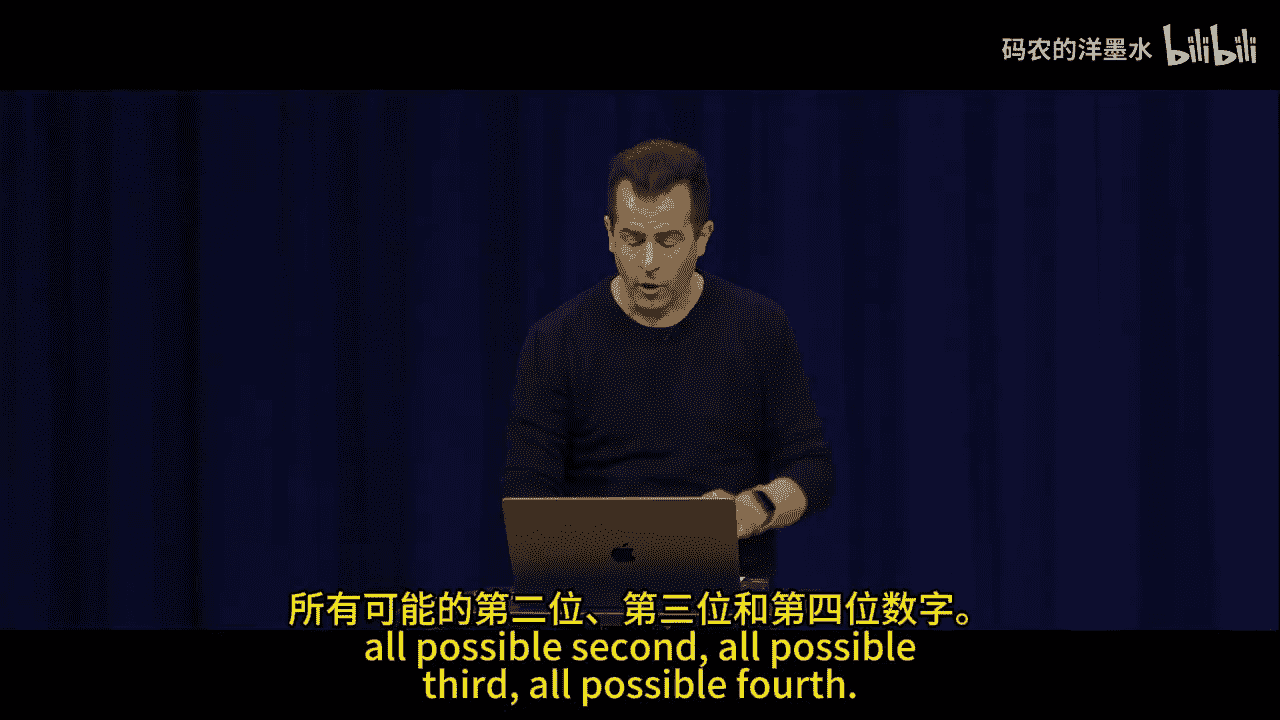 码农的洋墨水 bilibili
所有可能的第二位、第三位和第四位数字。
all possible second, all possible
third, all possible fourth.